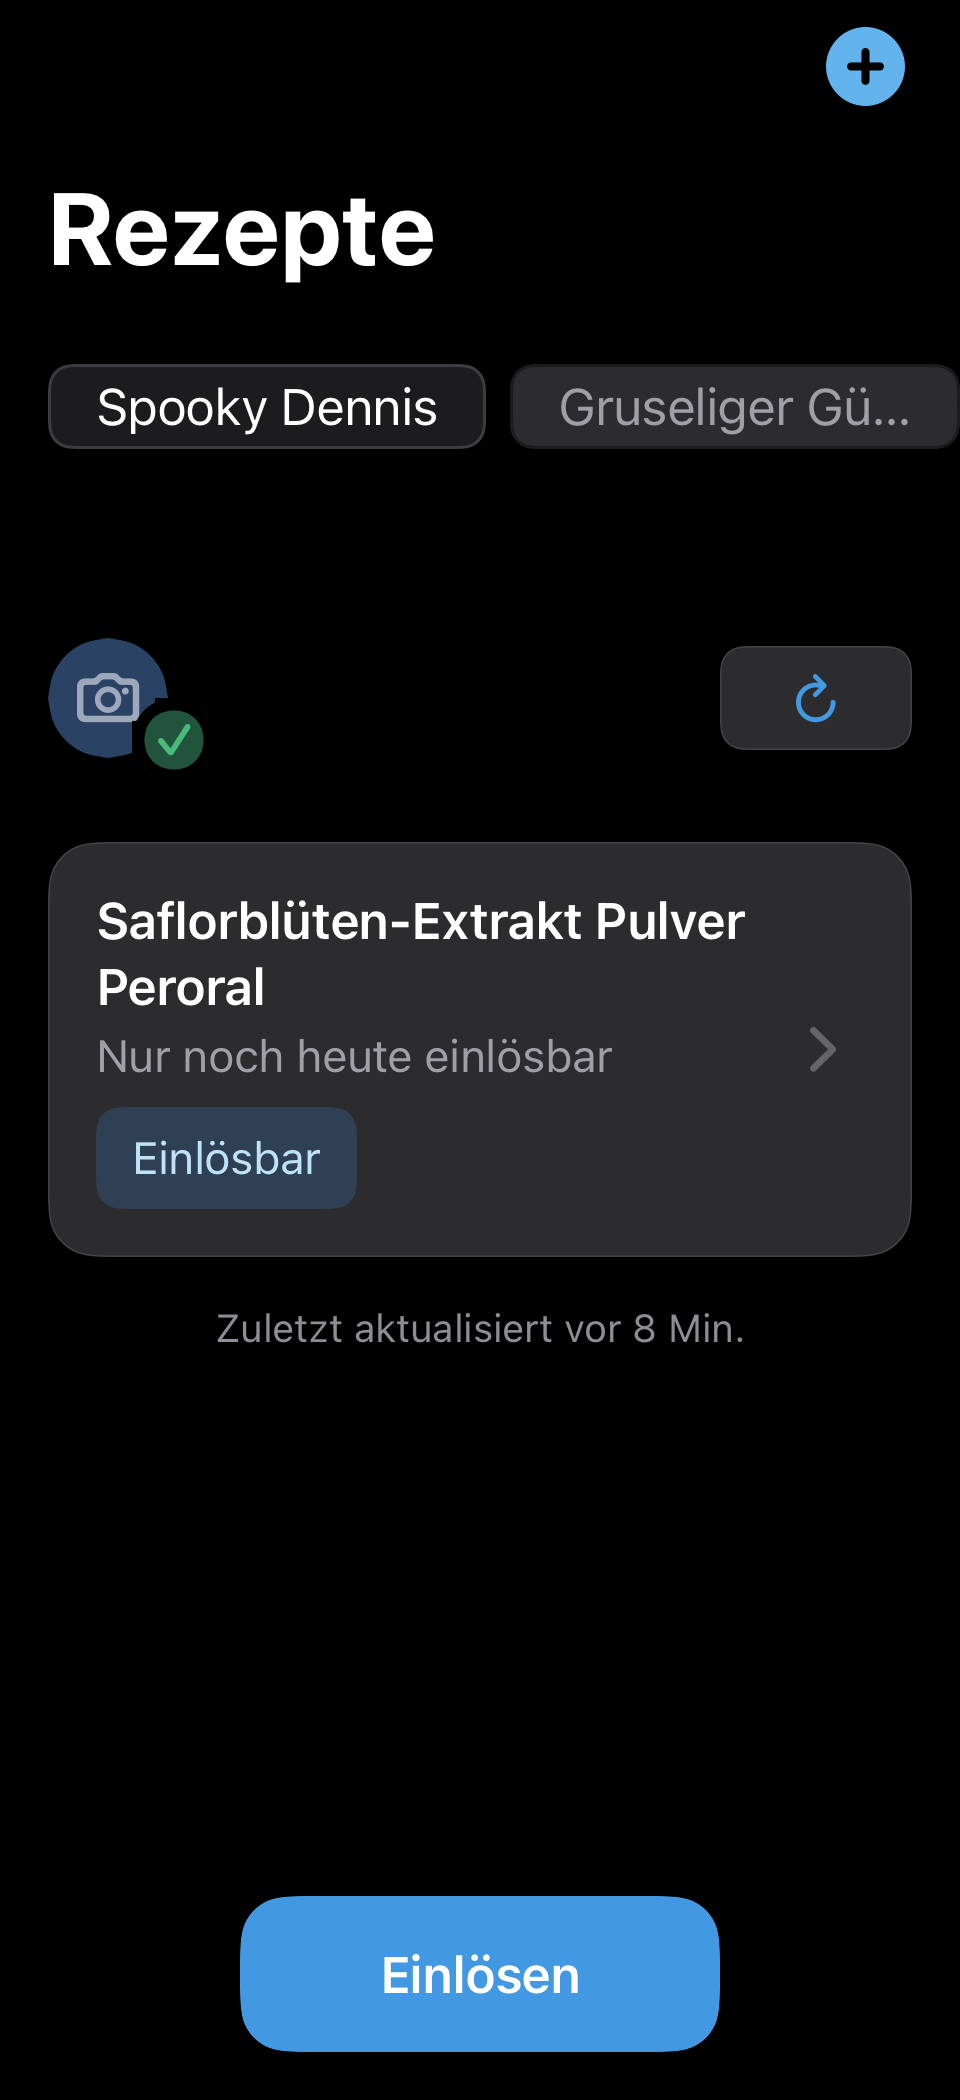 Rezepte
Spooky Dennis
Gruseliger Gü...
Saflorblüten-Extrakt Pulver
Peroral
Nur noch heute einlösbar
Einlösbar
Zuletzt aktualisiert vor 8 Min.
Einlösen